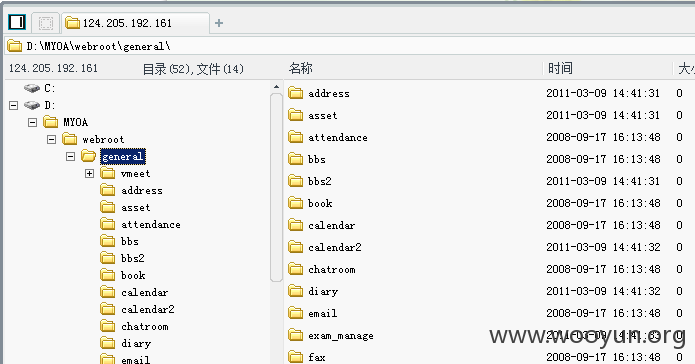 124.205.192.161
D:\MYOA\webroot\general\
124.205.192.161 目录(52),文件(14) 名称 时间 大小
C:
D:
MYOA
webroot
general
vmeet
address
asset
attendance
bbs
bbs2
book
calendar
calendar2
chatroom
diary
email
address 2011-03-09 14:41:31 0
asset 2011-03-09 14:41:31 0
attendance 2008-09-17 16:13:48 0
bbs 2008-09-17 16:13:48 0
bbs2 2011-03-09 14:41:31 0
book 2008-09-17 16:13:48 0
calendar 2008-09-17 16:13:48 0
calendar2 2011-03-09 14:41:32 0
chatroom 2008-09-17 16:13:48 0
diary 2011-03-09 14:41:32 0
email 2008-09-17 16:13:48 0
exam_manage 2011-03-09 14:41:33 0
fax 2008-09-17 16:13:48 0
www.wooyun.org